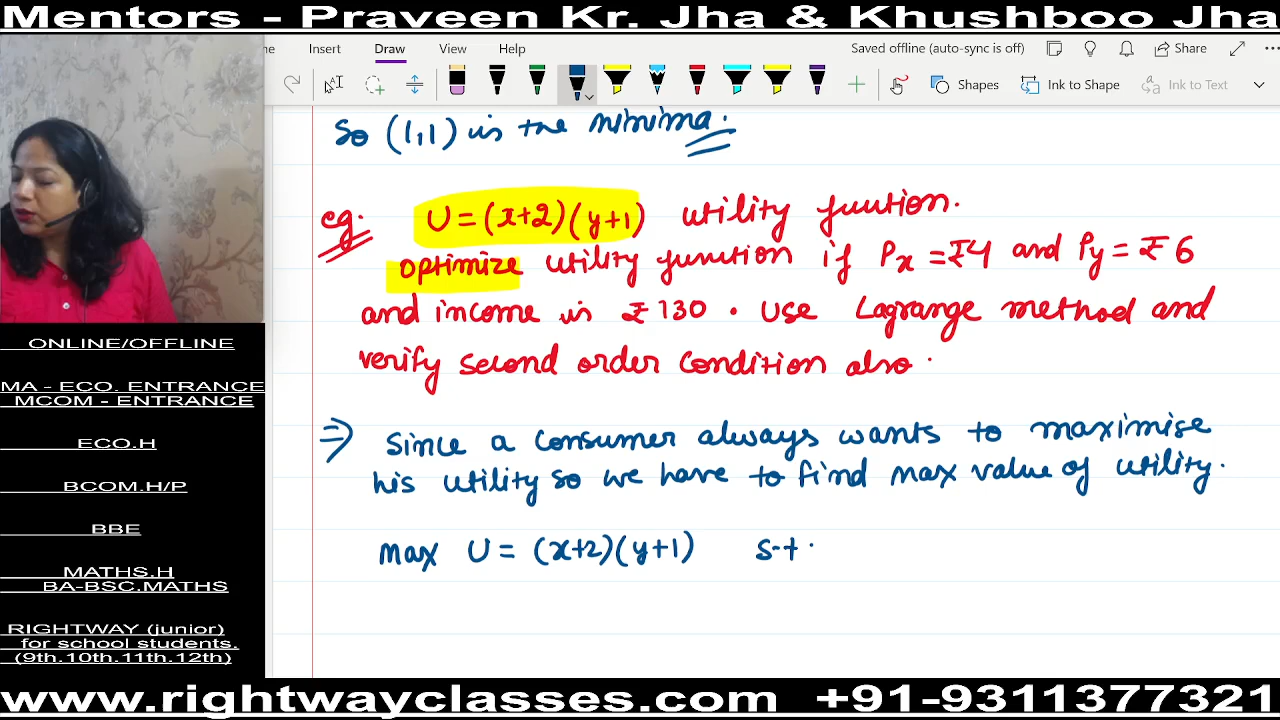 Mentors - Praveen Kr. Jha & Khushboo Jha
Insert Draw View Help Saved offline (auto-sync is off) Share
Shapes Ink to Shape Ink to Text
So (1,1) is the minima.
eg. U = (x+2)(y+1) utility function.
optimize utility function if Px = ₹4 and Py = ₹6
and income is ₹130. Use Lagrange method and
verify second order condition also.
⇒ Since a consumer always wants to maximise
his utility so we have to find max value of utility.
max U = (x+2)(y+1) s.t.
ONLINE/OFFLINE
MA - ECO. ENTRANCE
MCOM - ENTRANCE
ECO.H
BCOM.H/P
BBE
MATHS.H
BA-BSC.MATHS
RIGHTWAY (junior)
for school students.
(9th.10th.11th.12th)
www.rightwayclasses.com +91-9311377321